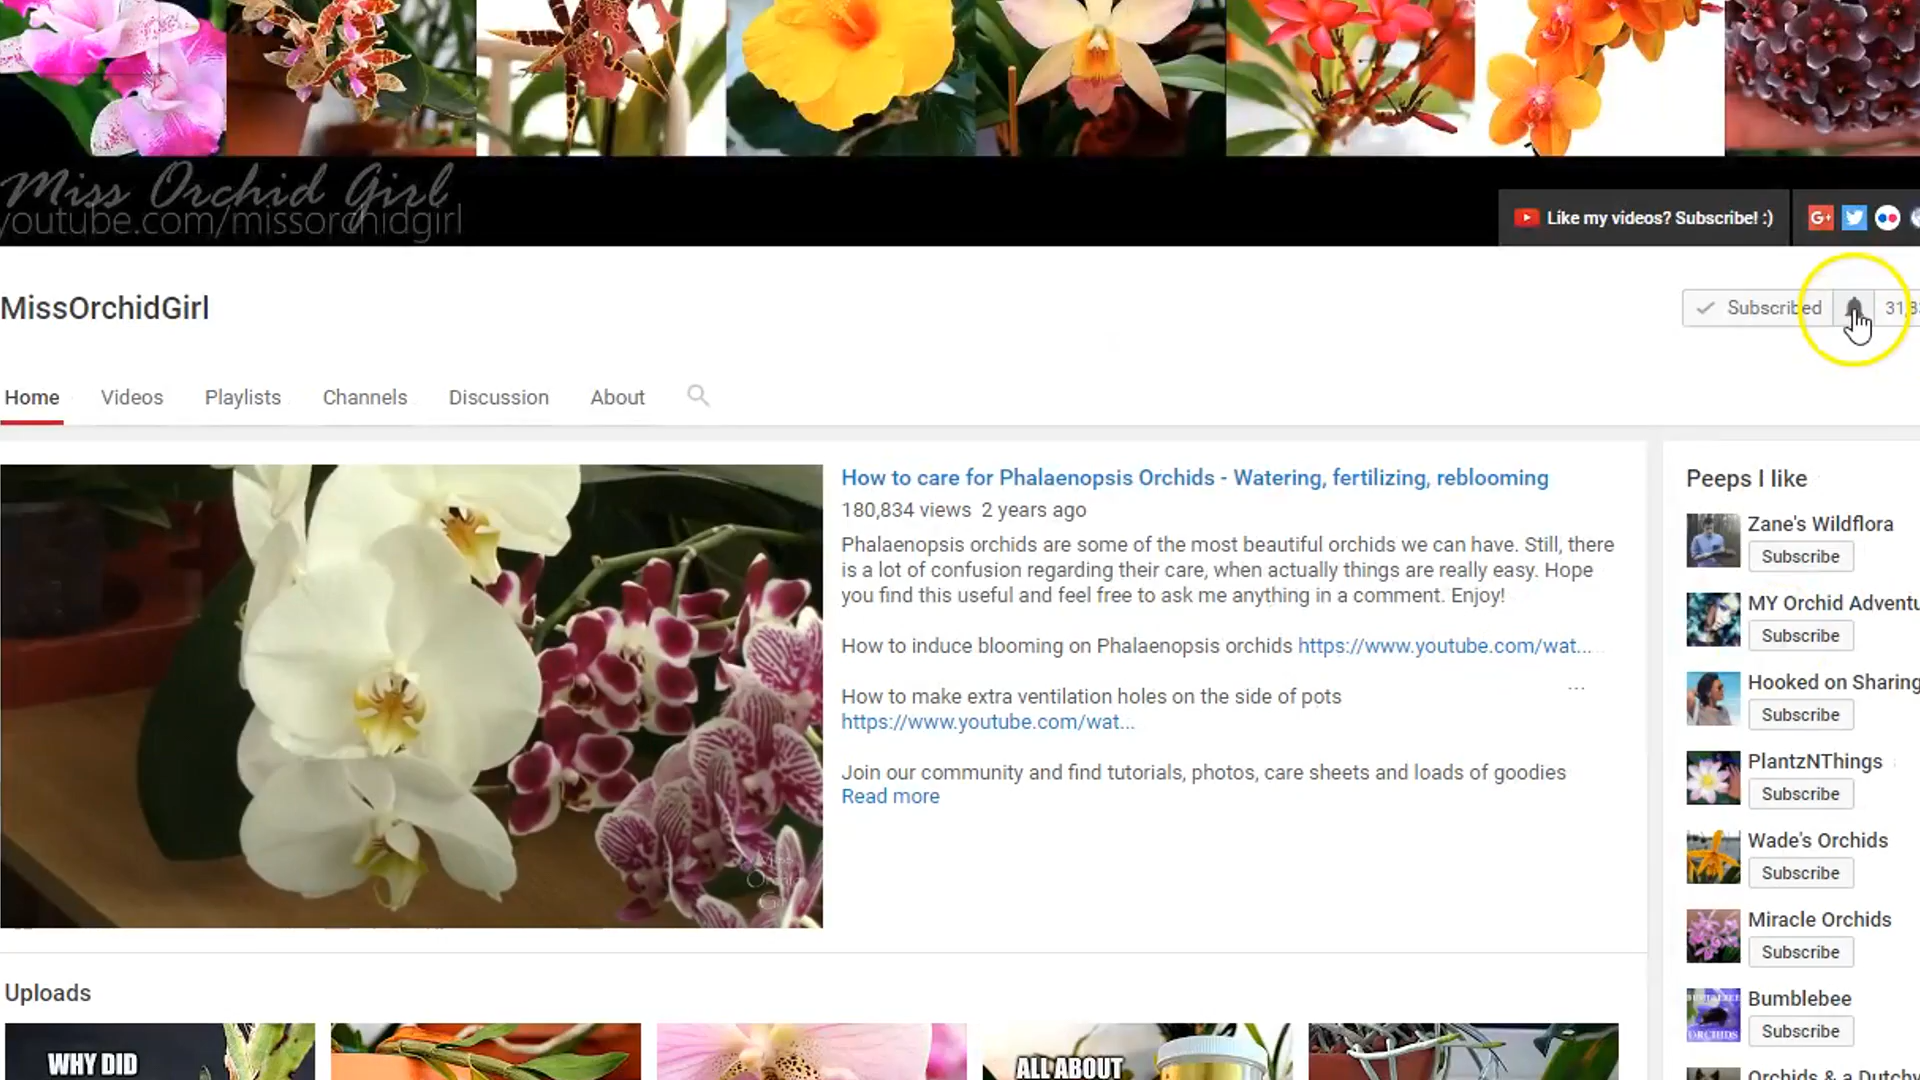 Miss Orchid Girl
youtube.com/missorchidgirl
Like my videos? Subscribe! :)
G+
MissOrchidGirl
Subscribed
Home
Videos
Playlists
Channels
Discussion
About
How to care for Phalaenopsis Orchids - Watering, fertilizing, reblooming
180,834 views 2 years ago
Phalaenopsis orchids are some of the most beautiful orchids we can have. Still, there
is a lot of confusion regarding their care, when actually things are really easy. Hope
you find this useful and feel free to ask me anything in a comment. Enjoy!
How to induce blooming on Phalaenopsis orchids https://www.youtube.com/wat...
How to make extra ventilation holes on the side of pots
https://www.youtube.com/wat...
Join our community and find tutorials, photos, care sheets and loads of goodies
Read more
Peeps I like
Zane's Wildflora
Subscribe
MY Orchid Adventu
Subscribe
Hooked on Sharing
Subscribe
PlantzNThings
Subscribe
Wade's Orchids
Subscribe
Miracle Orchids
Subscribe
Bumblebee
Subscribe
Orchids & a Dutchy
Uploads
WHY DID
ALL ABOUT